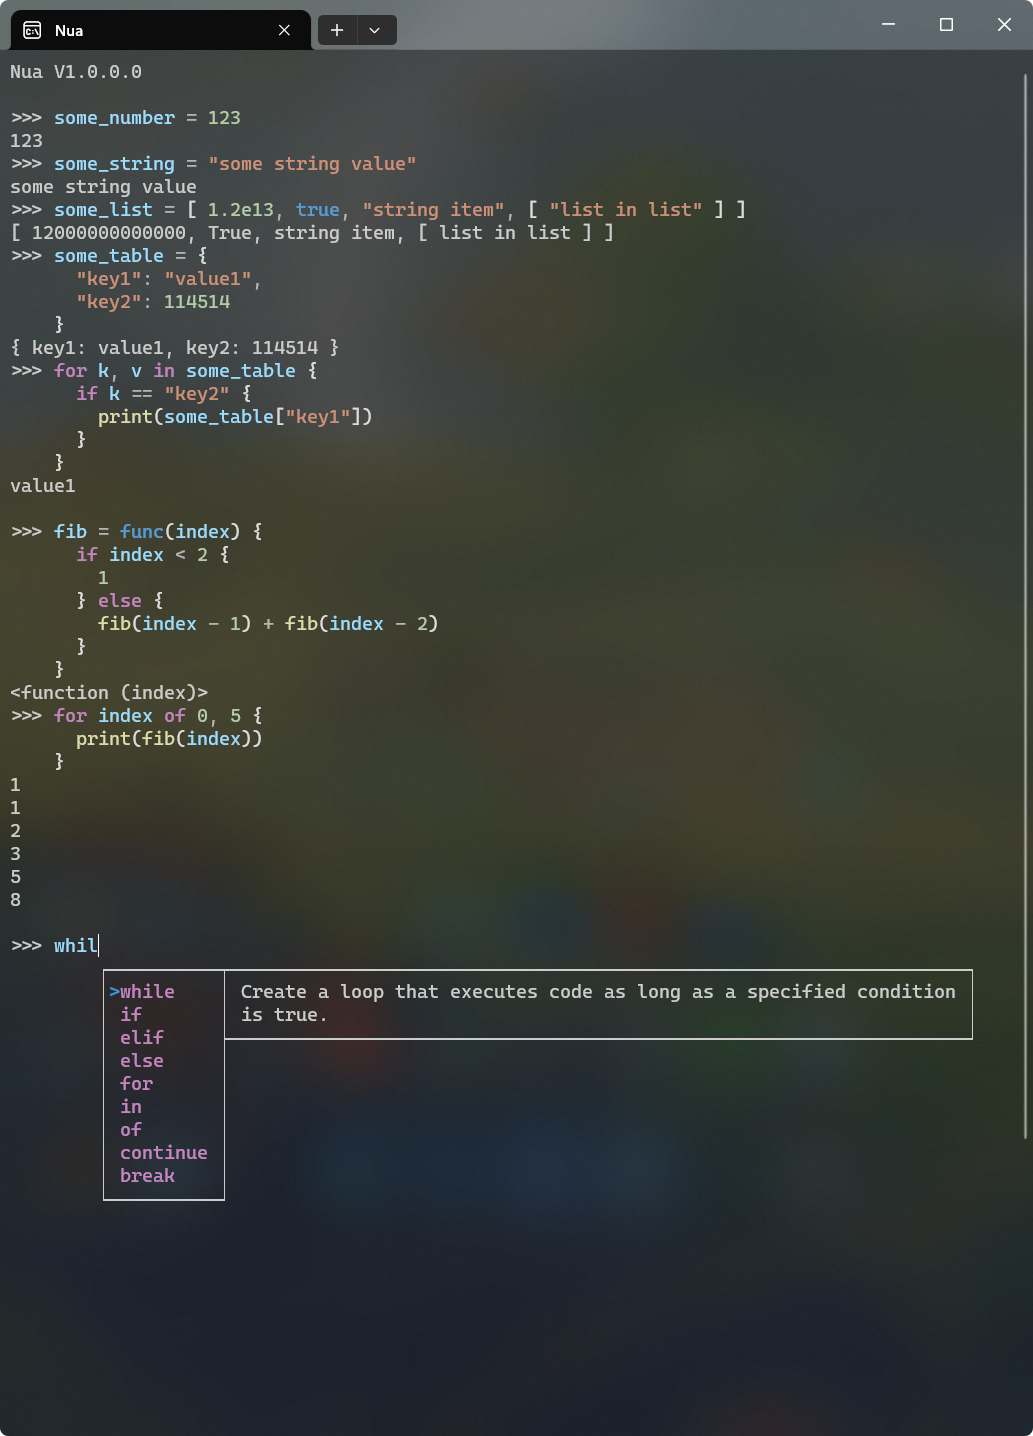 Nua
Nua V1.0.0.0
>>> some_number = 123
123
>>> some_string = "some string value"
some string value
>>> some_list = [ 1.2e13, true, "string item", [ "list in list" ] ]
[ 12000000000000, True, string item, [ list in list ] ]
>>> some_table = {
      "key1": "value1",
      "key2": 114514
    }
{ key1: value1, key2: 114514 }
>>> for k, v in some_table {
      if k == "key2" {
        print(some_table["key1"])
      }
    }
value1
>>> fib = func(index) {
      if index < 2 {
        1
      } else {
        fib(index - 1) + fib(index - 2)
      }
    }
<function (index)>
>>> for index of 0, 5 {
      print(fib(index))
    }
1
1
2
3
5
8
>>> whil
>while
if
elif
else
for
in
of
continue
break
Create a loop that executes code as long as a specified condition
is true.